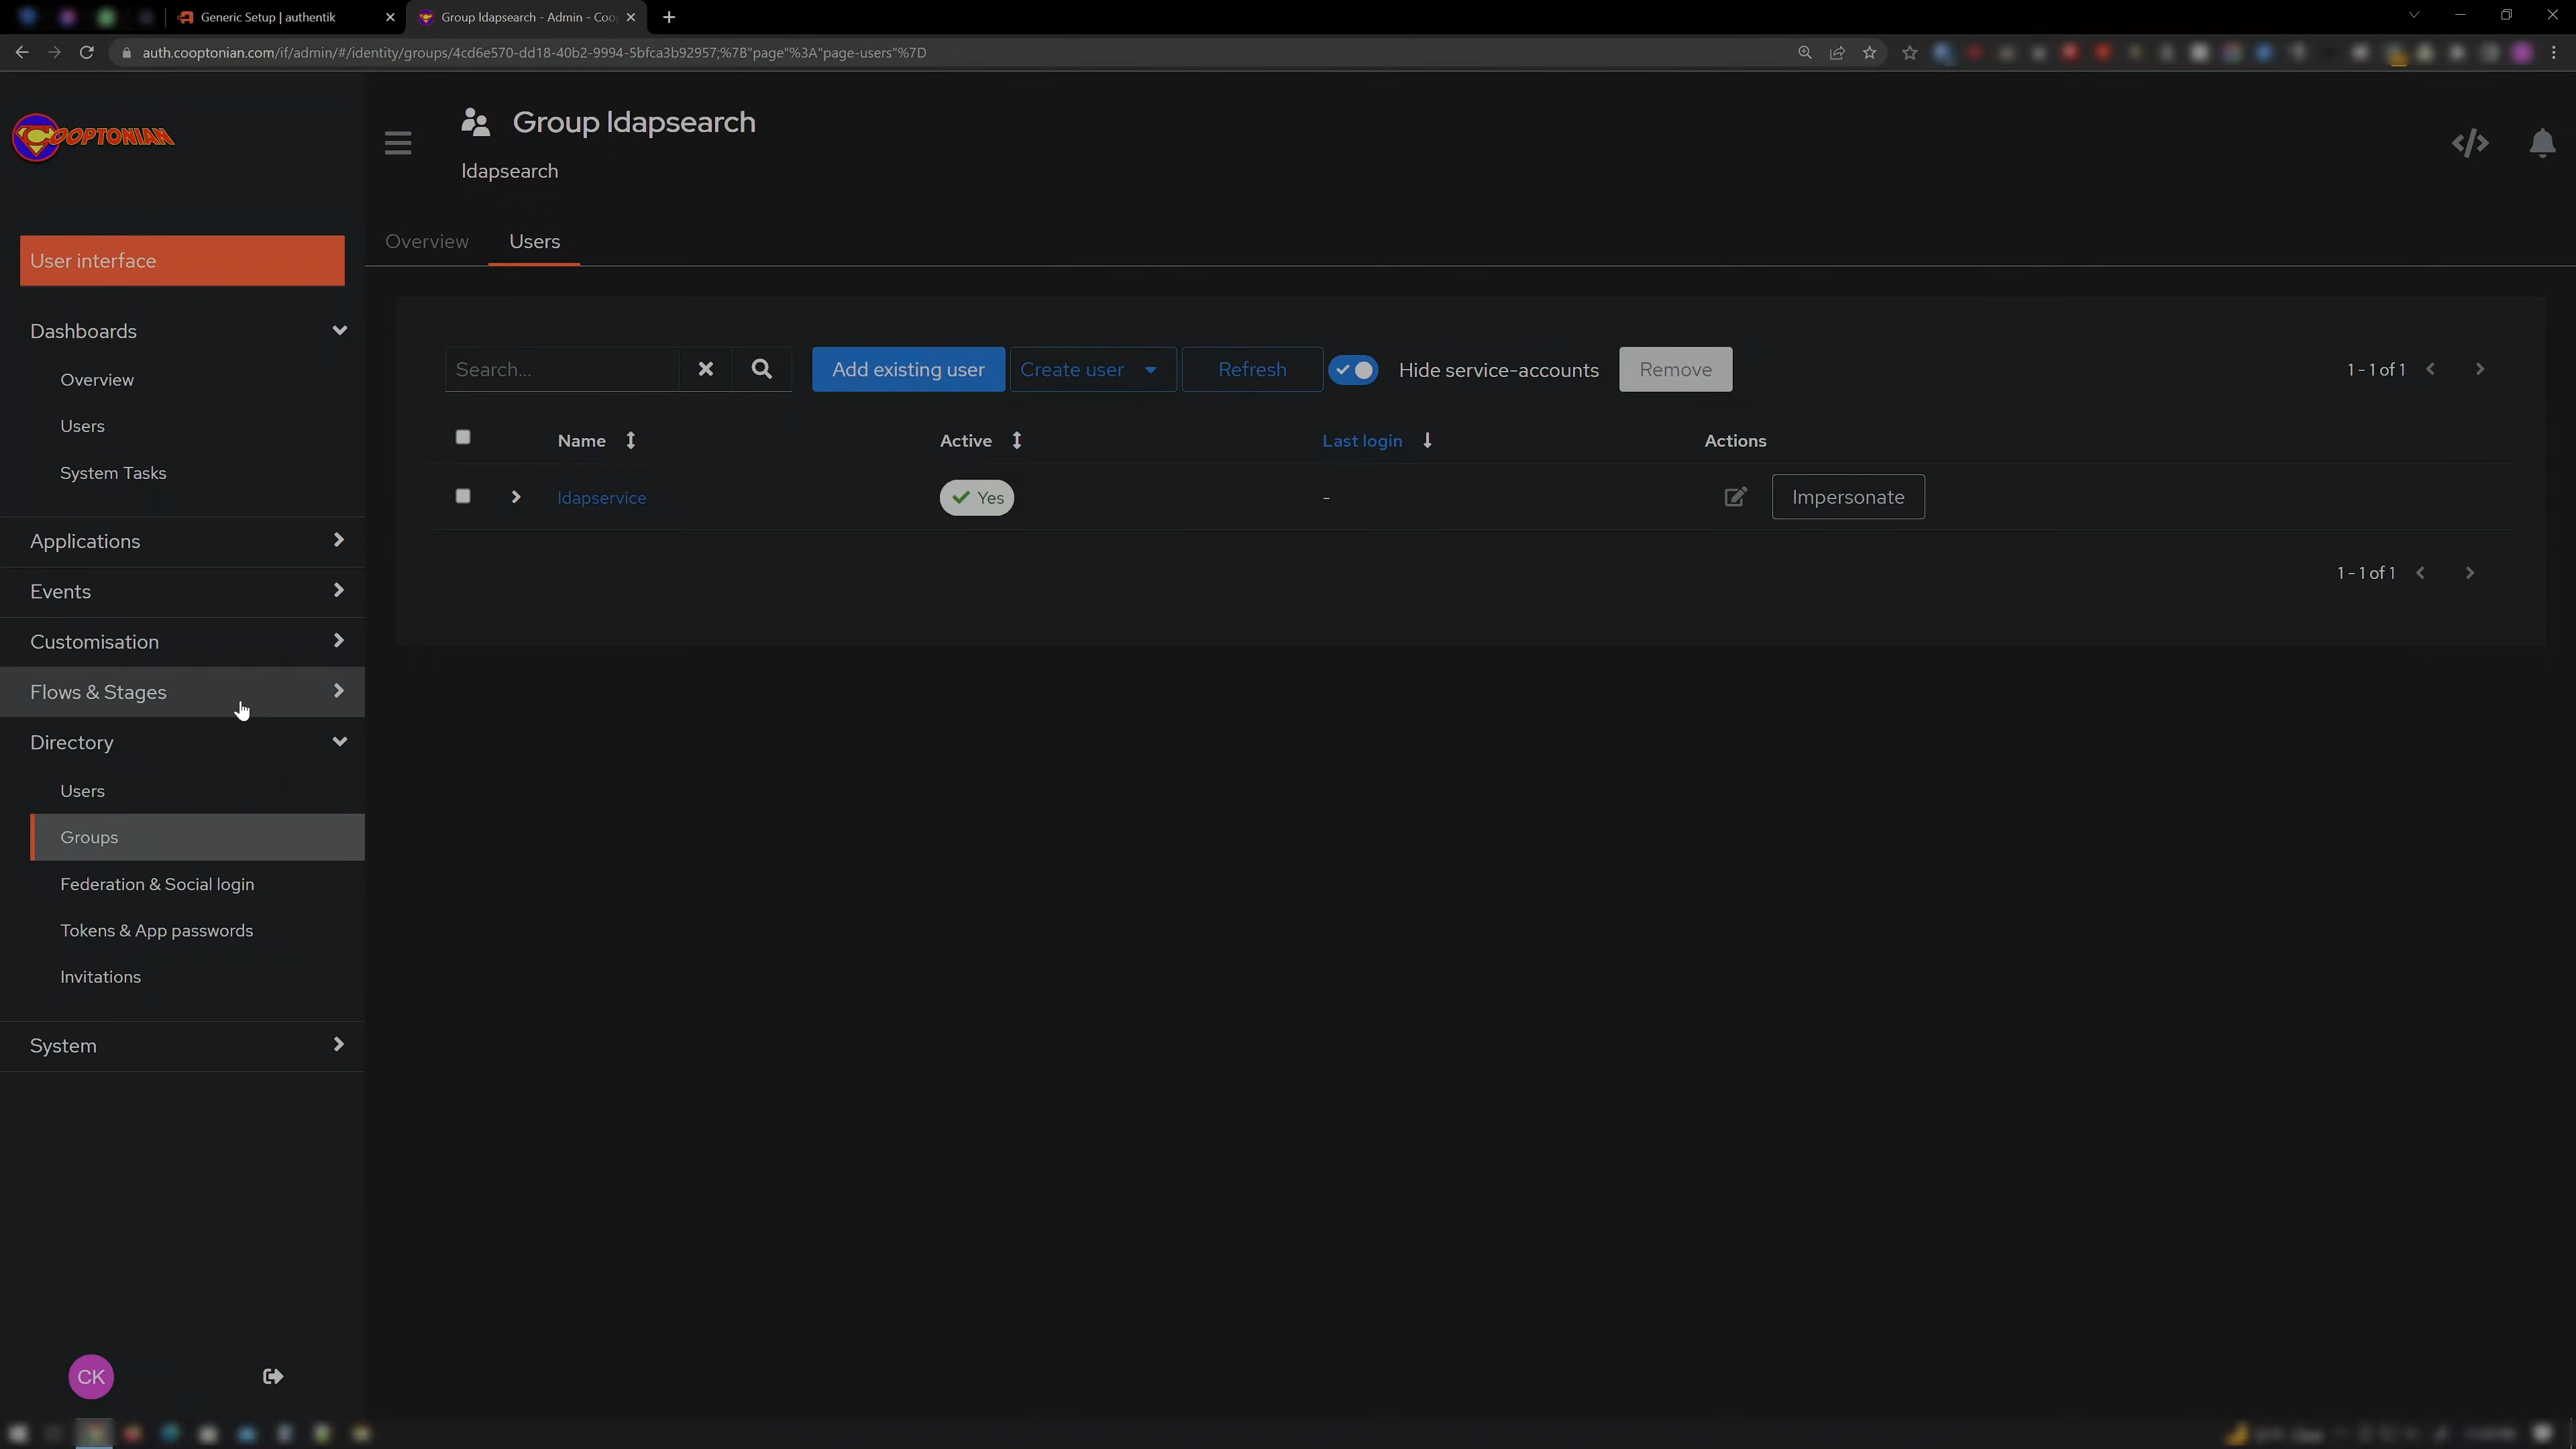 Generic Setup | authentik
Group ldapsearch - Admin - Coo
auth.cooptonian.com/if/admin/#/identity/groups/4cd6e570-dd18-40b2-9994-5bfca3b92957;%7B"page"%3A"page-users"%7D
COOPTONIAN
Group ldapsearch
ldapsearch
Overview
Users
User interface
Dashboards
Overview
Users
System Tasks
Applications
Events
Customisation
Flows & Stages
Directory
Users
Groups
Federation & Social login
Tokens & App passwords
Invitations
System
CK
Search...
Add existing user
Create user
Refresh
Hide service-accounts
Remove
1 - 1 of 1
Name
Active
Last login
Actions
ldapservice
Yes
-
Impersonate
1 - 1 of 1